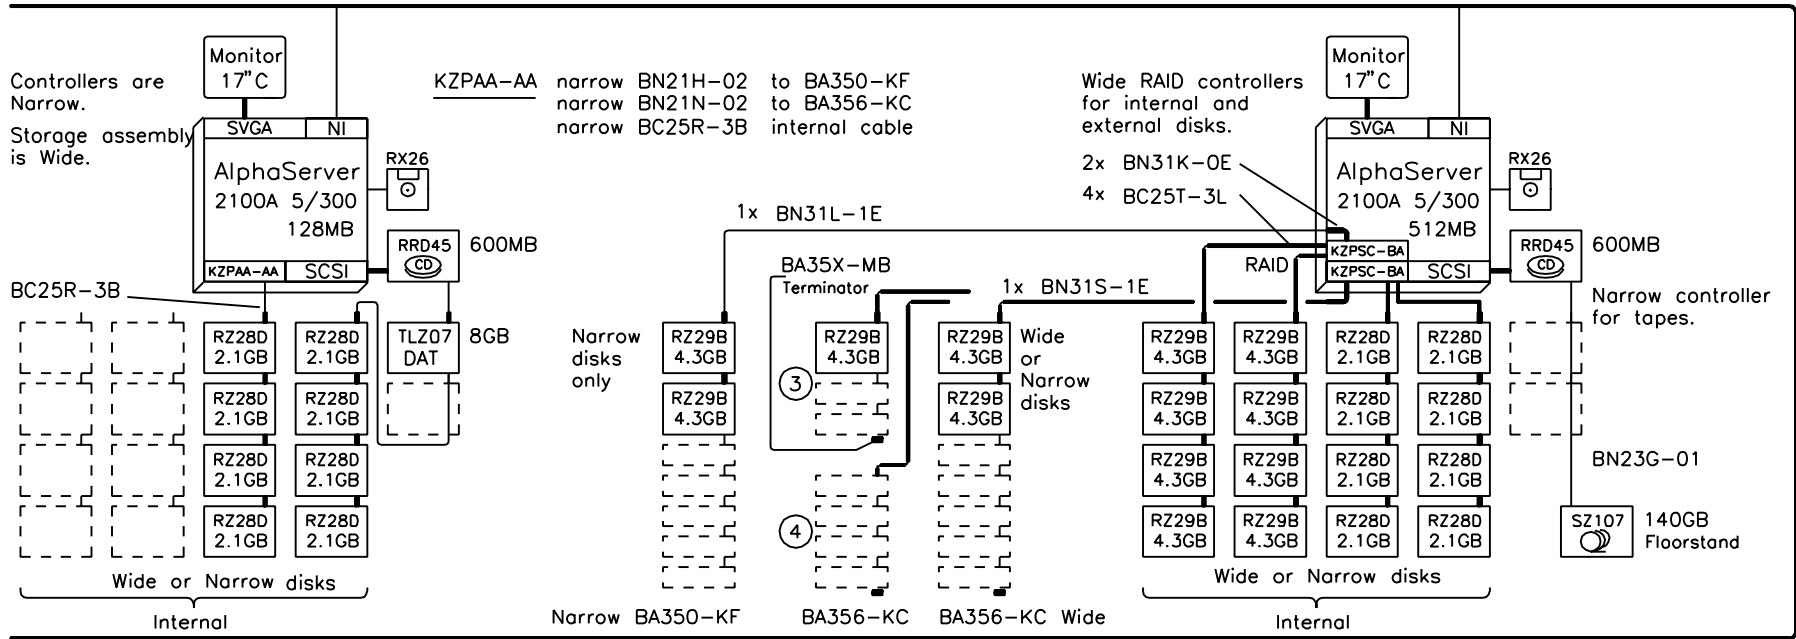 Controllers are
Narrow.
Storage assembly
is Wide.
Monitor
17"C
SVGA
NI
AlphaServer
2100A 5/300
128MB
KZPAA-AA
SCSI
RX26
RRD45
CD
600MB
BC25R-3B
TLZ07
DAT
8GB
RZ28D
2.1GB
RZ28D
2.1GB
RZ28D
2.1GB
RZ28D
2.1GB
RZ28D
2.1GB
RZ28D
2.1GB
RZ28D
2.1GB
RZ28D
2.1GB
Wide or Narrow disks
Internal
KZPAA-AA narrow BN21H-02 to BA350-KF
narrow BN21N-02 to BA356-KC
narrow BC25R-3B internal cable
1x BN31L-1E
BA35X-MB
Terminator
1x BN31S-1E
Narrow
disks
only
RZ29B
4.3GB
RZ29B
4.3GB
RZ29B
4.3GB
3
4
RZ29B
4.3GB
RZ29B
4.3GB
Wide
or
Narrow
disks
Narrow BA350-KF
BA356-KC
BA356-KC Wide
Wide RAID controllers
for internal and
external disks.
2x BN31K-0E
4x BC25T-3L
Monitor
17"C
SVGA
NI
AlphaServer
2100A 5/300
512MB
KZPSC-BA
RAID
KZPSC-BA
SCSI
RX26
RRD45
CD
600MB
Narrow controller
for tapes.
RZ29B
4.3GB
RZ29B
4.3GB
RZ28D
2.1GB
RZ28D
2.1GB
RZ29B
4.3GB
RZ29B
4.3GB
RZ28D
2.1GB
RZ28D
2.1GB
RZ29B
4.3GB
RZ29B
4.3GB
RZ28D
2.1GB
RZ28D
2.1GB
RZ29B
4.3GB
RZ29B
4.3GB
RZ28D
2.1GB
RZ28D
2.1GB
Wide or Narrow disks
Internal
BN23G-01
SZ107
140GB
Floorstand